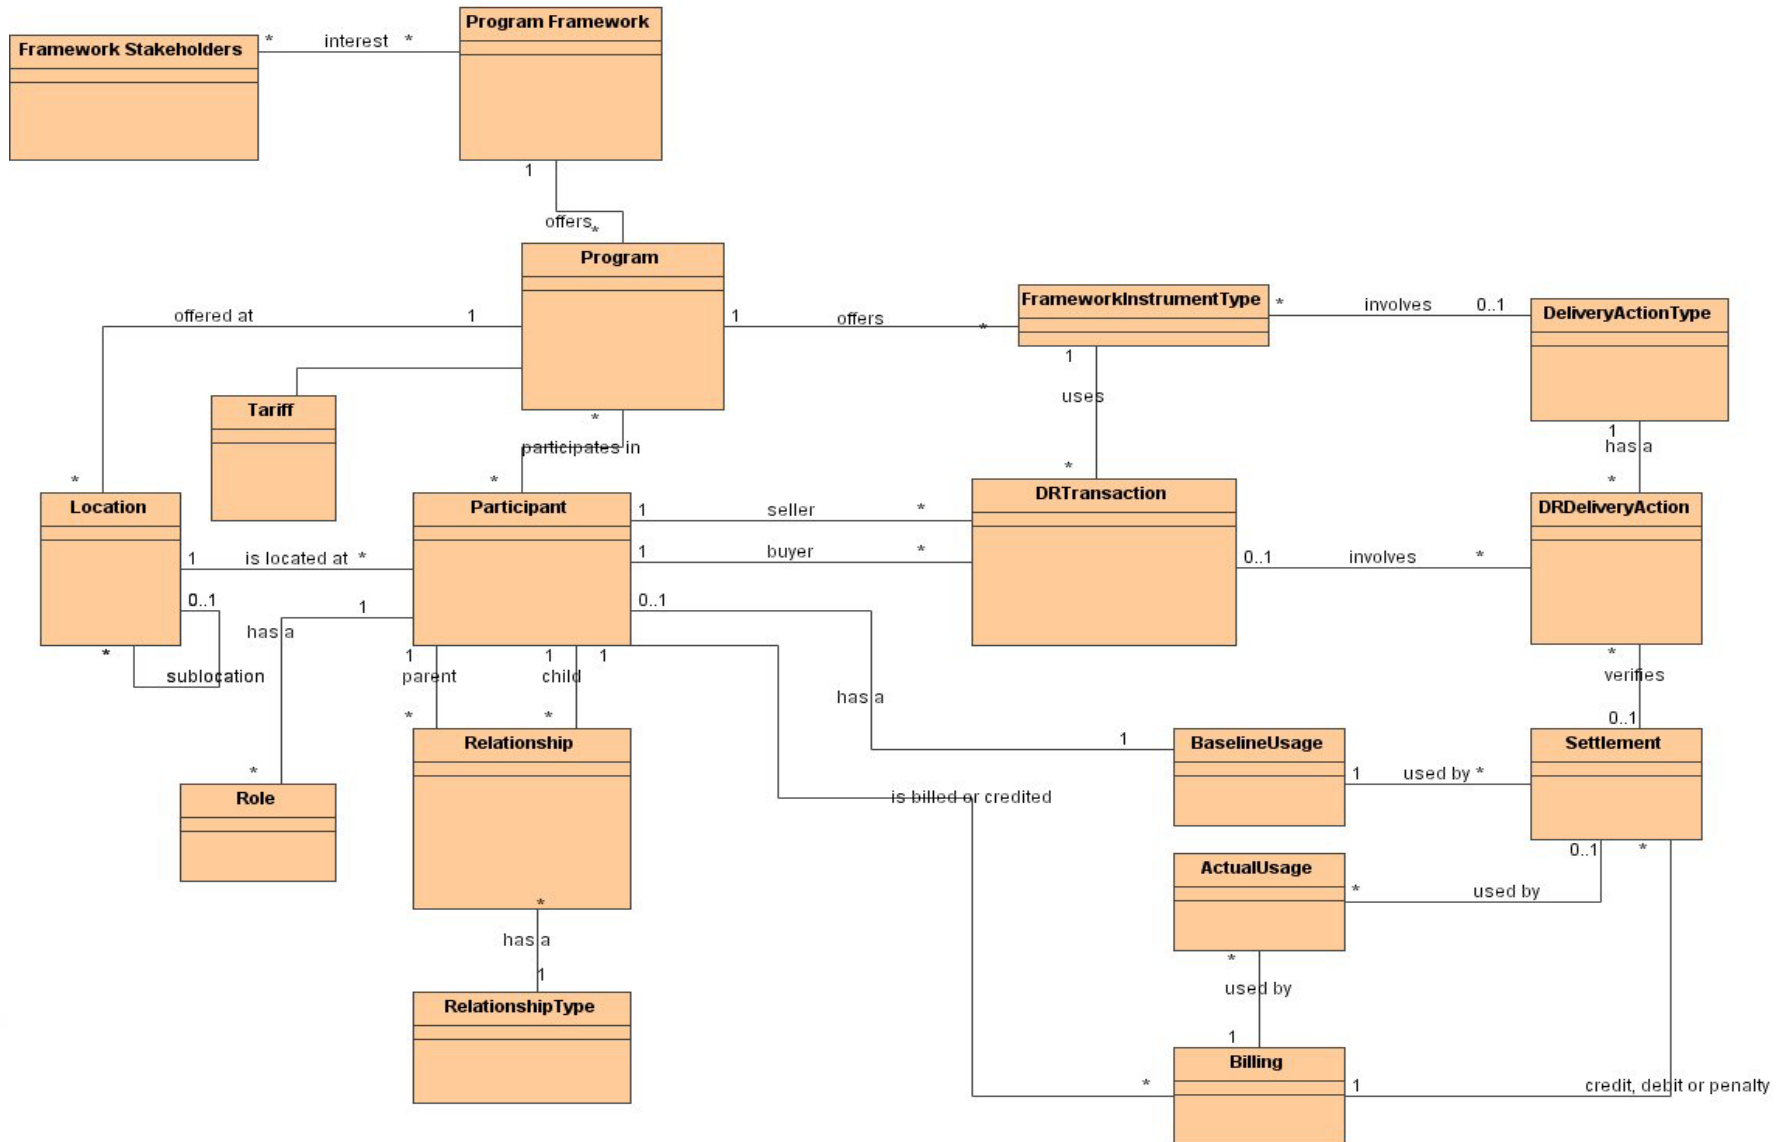 Program Framework
Framework Stakeholders
* interest *
1
offers
*
Program
offered at 1
1 offers *
FrameworkInstrumentType
* involves 0..1
DeliveryActionType
1
uses
Tariff
*
participates in
1
has a
*
*
*
*
Location
Participant
DRTransaction
DRDeliveryAction
1 seller *
1 buyer *
1 is located at *
0..1 involves *
0..1
1
0..1
has a
*
sublocation
1
parent
1
child
1
*
verifies
has a
*
*
0..1
1
Relationship
BaselineUsage
Settlement
*
1 used by *
Role
is billed or credited
0..1
*
ActualUsage
* used by
*
has a
1
*
used by
RelationshipType
1
Billing
*
1
credit, debit or penalty